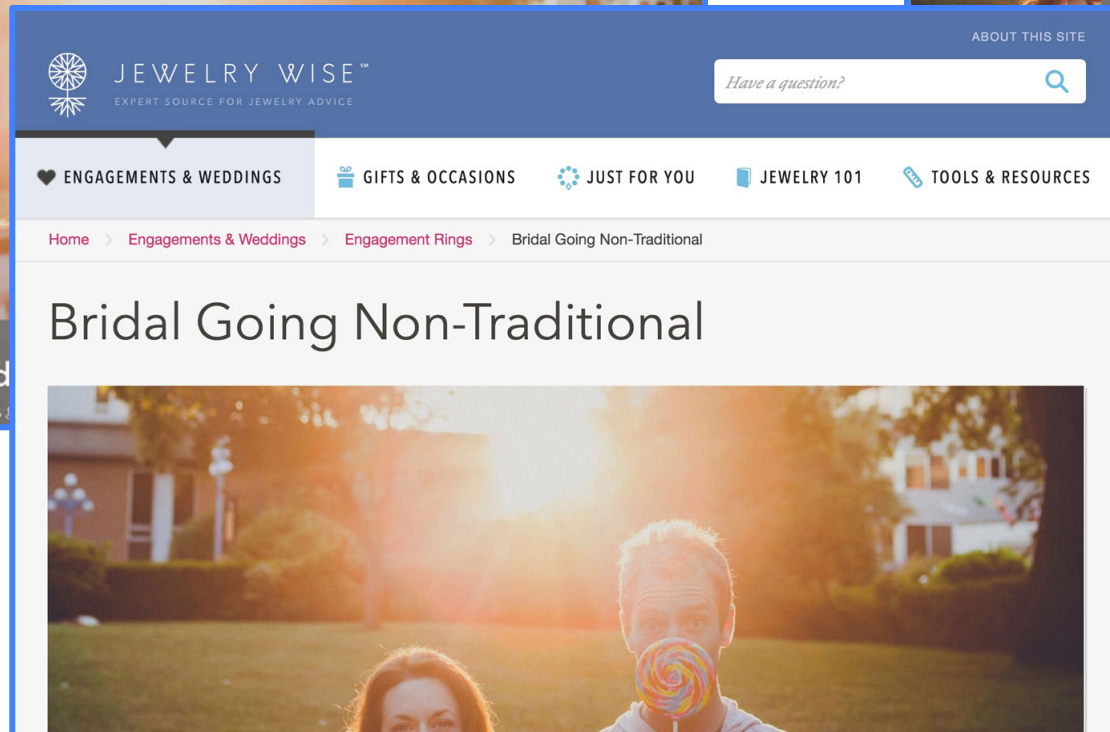 ABOUT THIS SITE
JEWELRY WISE℠
EXPERT SOURCE FOR JEWELRY ADVICE
Have a question?
ENGAGEMENTS & WEDDINGS
GIFTS & OCCASIONS
JUST FOR YOU
JEWELRY 101
TOOLS & RESOURCES
Home
Engagements & Weddings
Engagement Rings
Bridal Going Non-Traditional
Bridal Going Non-Traditional